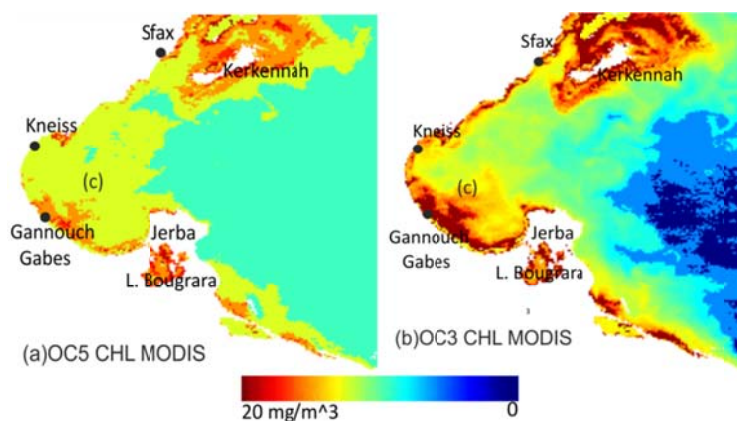 Sfax
Kerkennah
Kneiss
(c)
Gannouch
Gabes
Jerba
L. Bougrara
(a)OC5 CHL MODIS
Sfax
Kerkennah
Kneiss
(c)
Gannouch
Gabes
Jerba
L. Bougrara
(b)OC3 CHL MODIS
20 mg/m^3 0